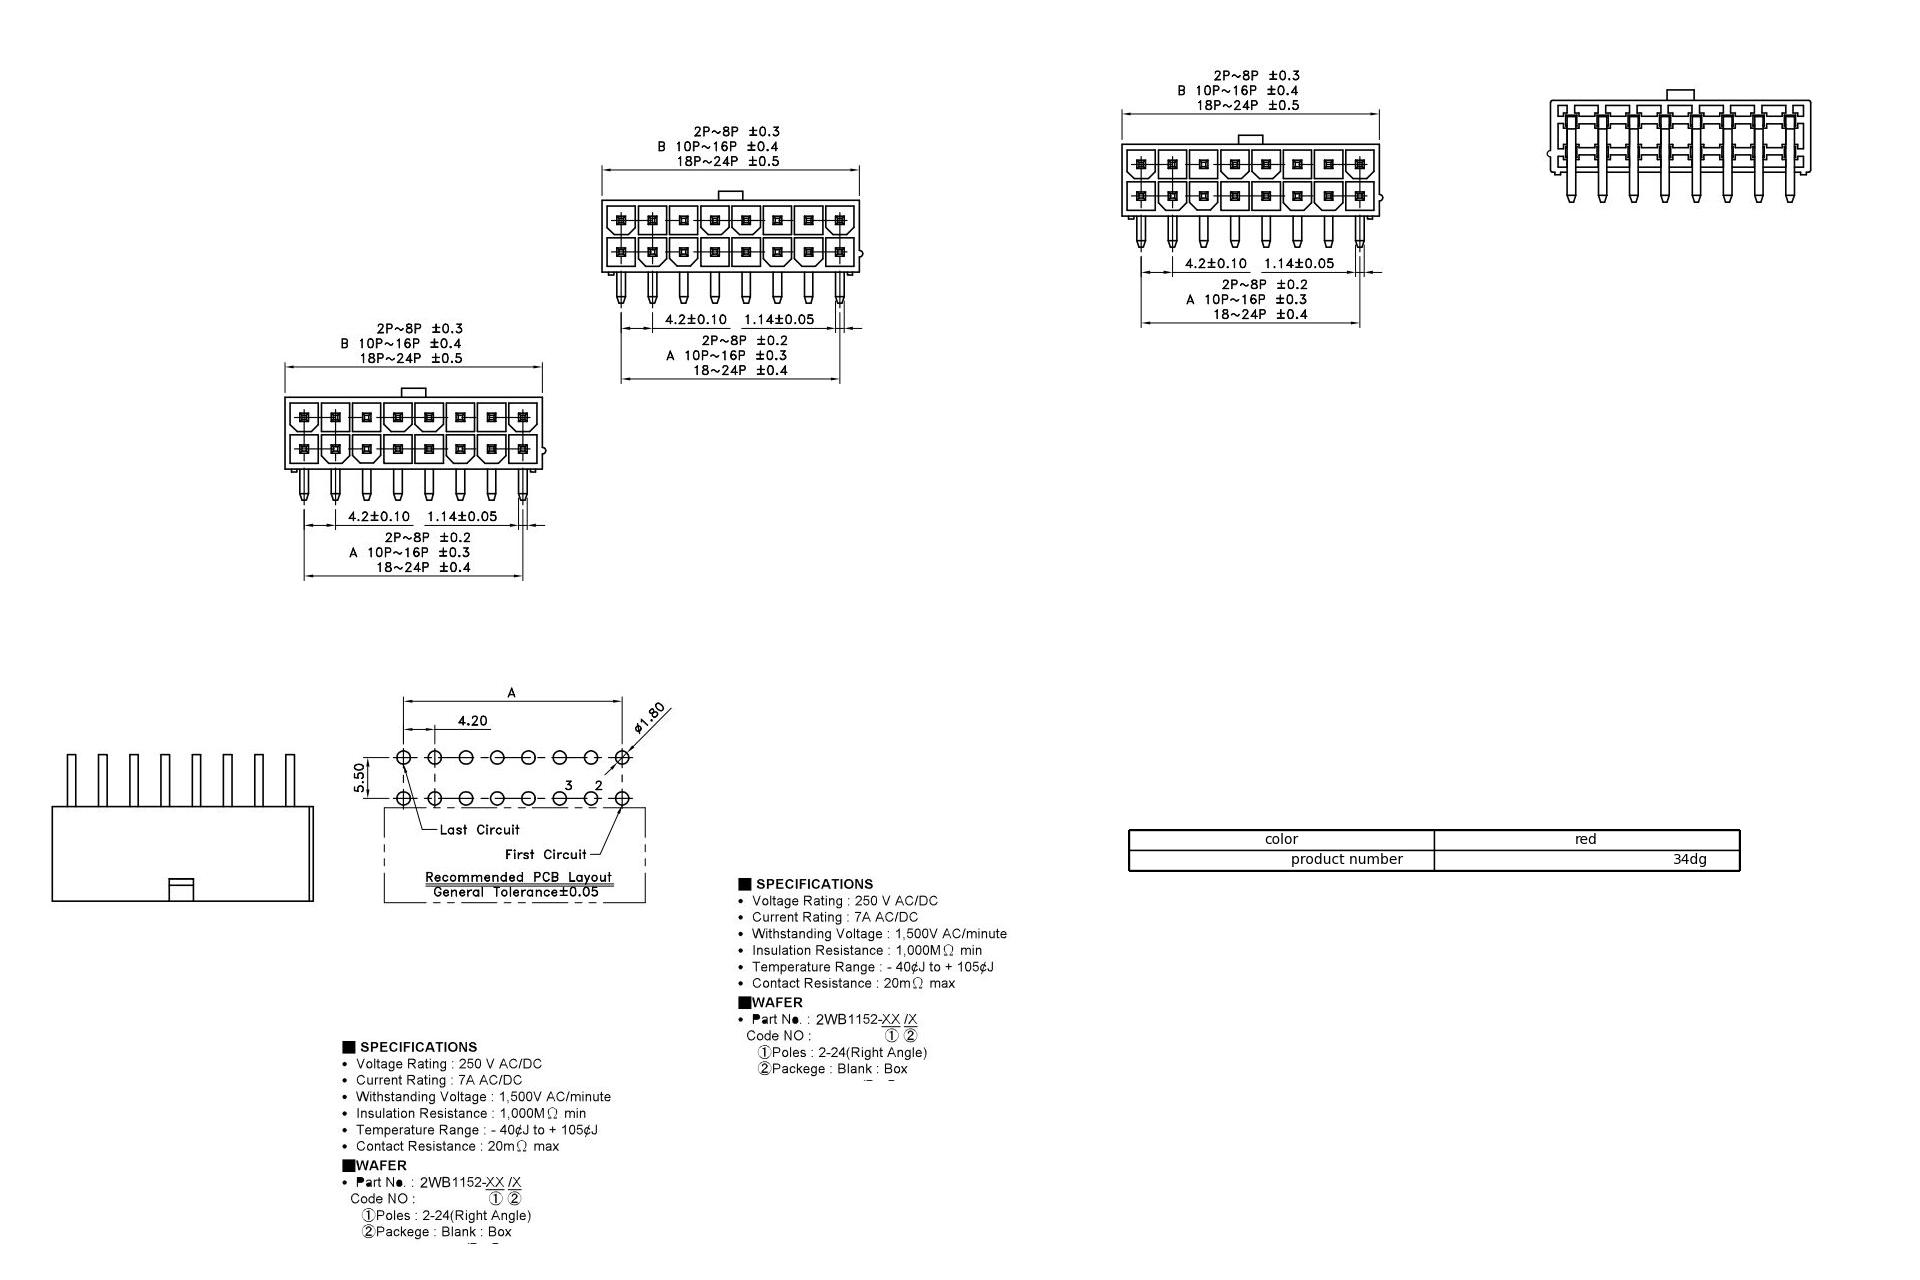 2P~8P ±0.3
B 10P~16P ±0.4
18P~24P ±0.5
4.2±0.10 1.14±0.05
2P~8P ±0.2
A 10P~16P ±0.3
18~24P ±0.4
2P~8P ±0.3
B 10P~16P ±0.4
18P~24P ±0.5
4.2±0.10 1.14±0.05
2P~8P ±0.2
A 10P~16P ±0.3
18~24P ±0.4
2P~8P ±0.3
B 10P~16P ±0.4
18P~24P ±0.5
4.2±0.10 1.14±0.05
2P~8P ±0.2
A 10P~16P ±0.3
18~24P ±0.4
A
4.20
ø1.80
5.50
3 2
Last Circuit
First Circuit
Recommended PCB Layout
General Tolerance±0.05
color red
product number 34dg
■ SPECIFICATIONS
• Voltage Rating : 250 V AC/DC
• Current Rating : 7A AC/DC
• Withstanding Voltage : 1,500V AC/minute
• Insulation Resistance : 1,000MΩ min
• Temperature Range : - 40¢J to + 105¢J
• Contact Resistance : 20mΩ max
■WAFER
• Part No. : 2WB1152-XX /X
Code NO : ① ②
①Poles : 2-24(Right Angle)
②Packege : Blank : Box
■ SPECIFICATIONS
• Voltage Rating : 250 V AC/DC
• Current Rating : 7A AC/DC
• Withstanding Voltage : 1,500V AC/minute
• Insulation Resistance : 1,000MΩ min
• Temperature Range : - 40¢J to + 105¢J
• Contact Resistance : 20mΩ max
■WAFER
• Part No. : 2WB1152-XX /X
Code NO : ① ②
①Poles : 2-24(Right Angle)
②Packege : Blank : Box